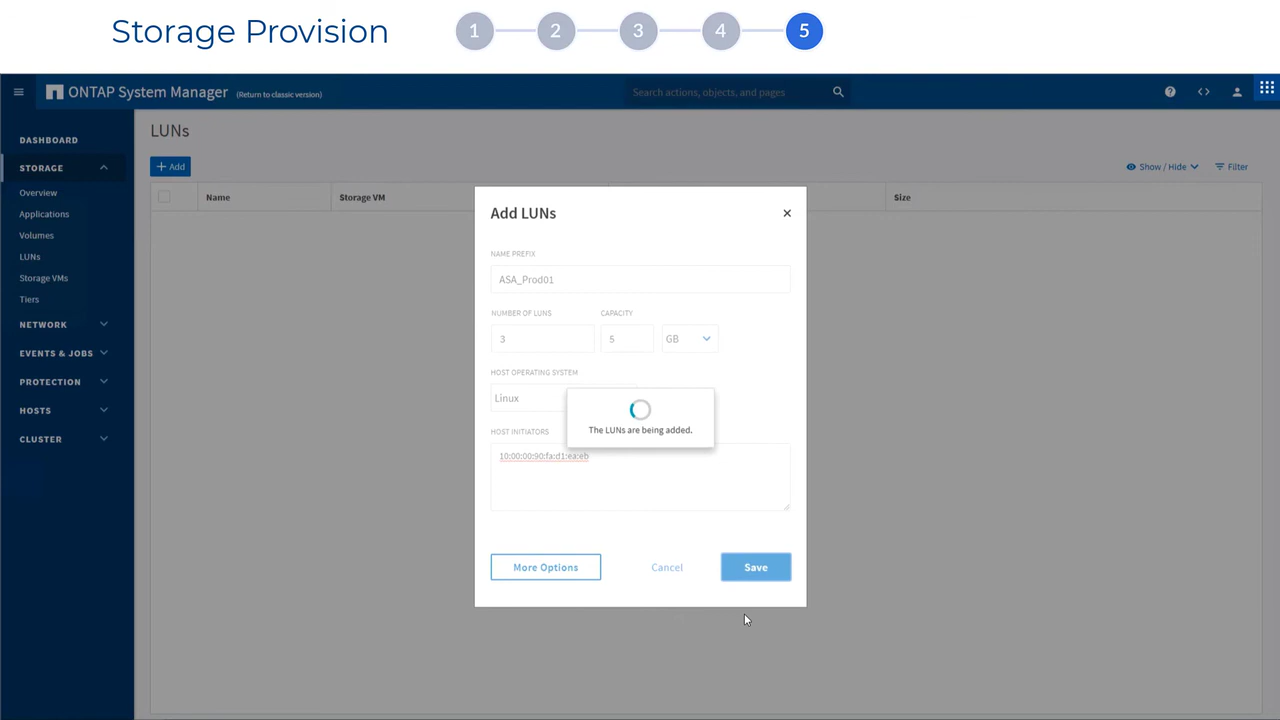 Storage Provision
1 2 3 4 5
ONTAP System Manager (Return to classic version)
Search actions, objects, and pages
DASHBOARD
STORAGE
Overview
Applications
Volumes
LUNs
Storage VMs
Tiers
NETWORK
EVENTS & JOBS
PROTECTION
HOSTS
CLUSTER
LUNs
+ Add
Show / Hide
Filter
Name Storage VM Size
Add LUNs
NAME PREFIX
ASA_Prod01
NUMBER OF LUNS CAPACITY
3 5 GB
HOST OPERATING SYSTEM
Linux
The LUNs are being added.
HOST INITIATORS
10:00:00:90:fa:d1:ea:eb
More Options Cancel Save